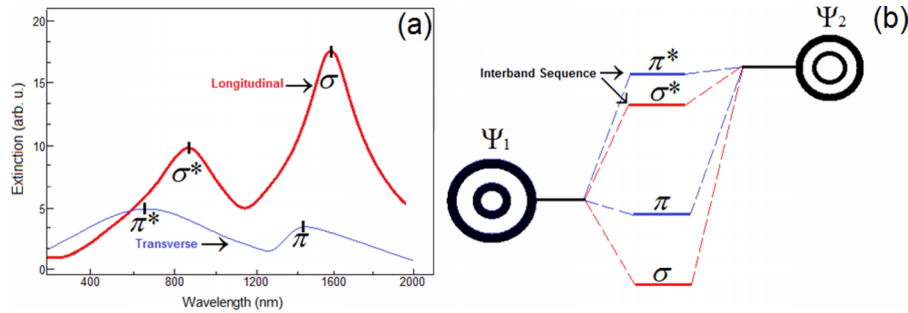 (a)
20
15
10
5
0
Extinction (arb. u.)
Longitudinal
σ
σ*
π*
Transverse
π
400
800
1200
1600
2000
Wavelength (nm)
(b)
Ψ₂
π*
Interband Sequence
σ*
Ψ₁
π
σ